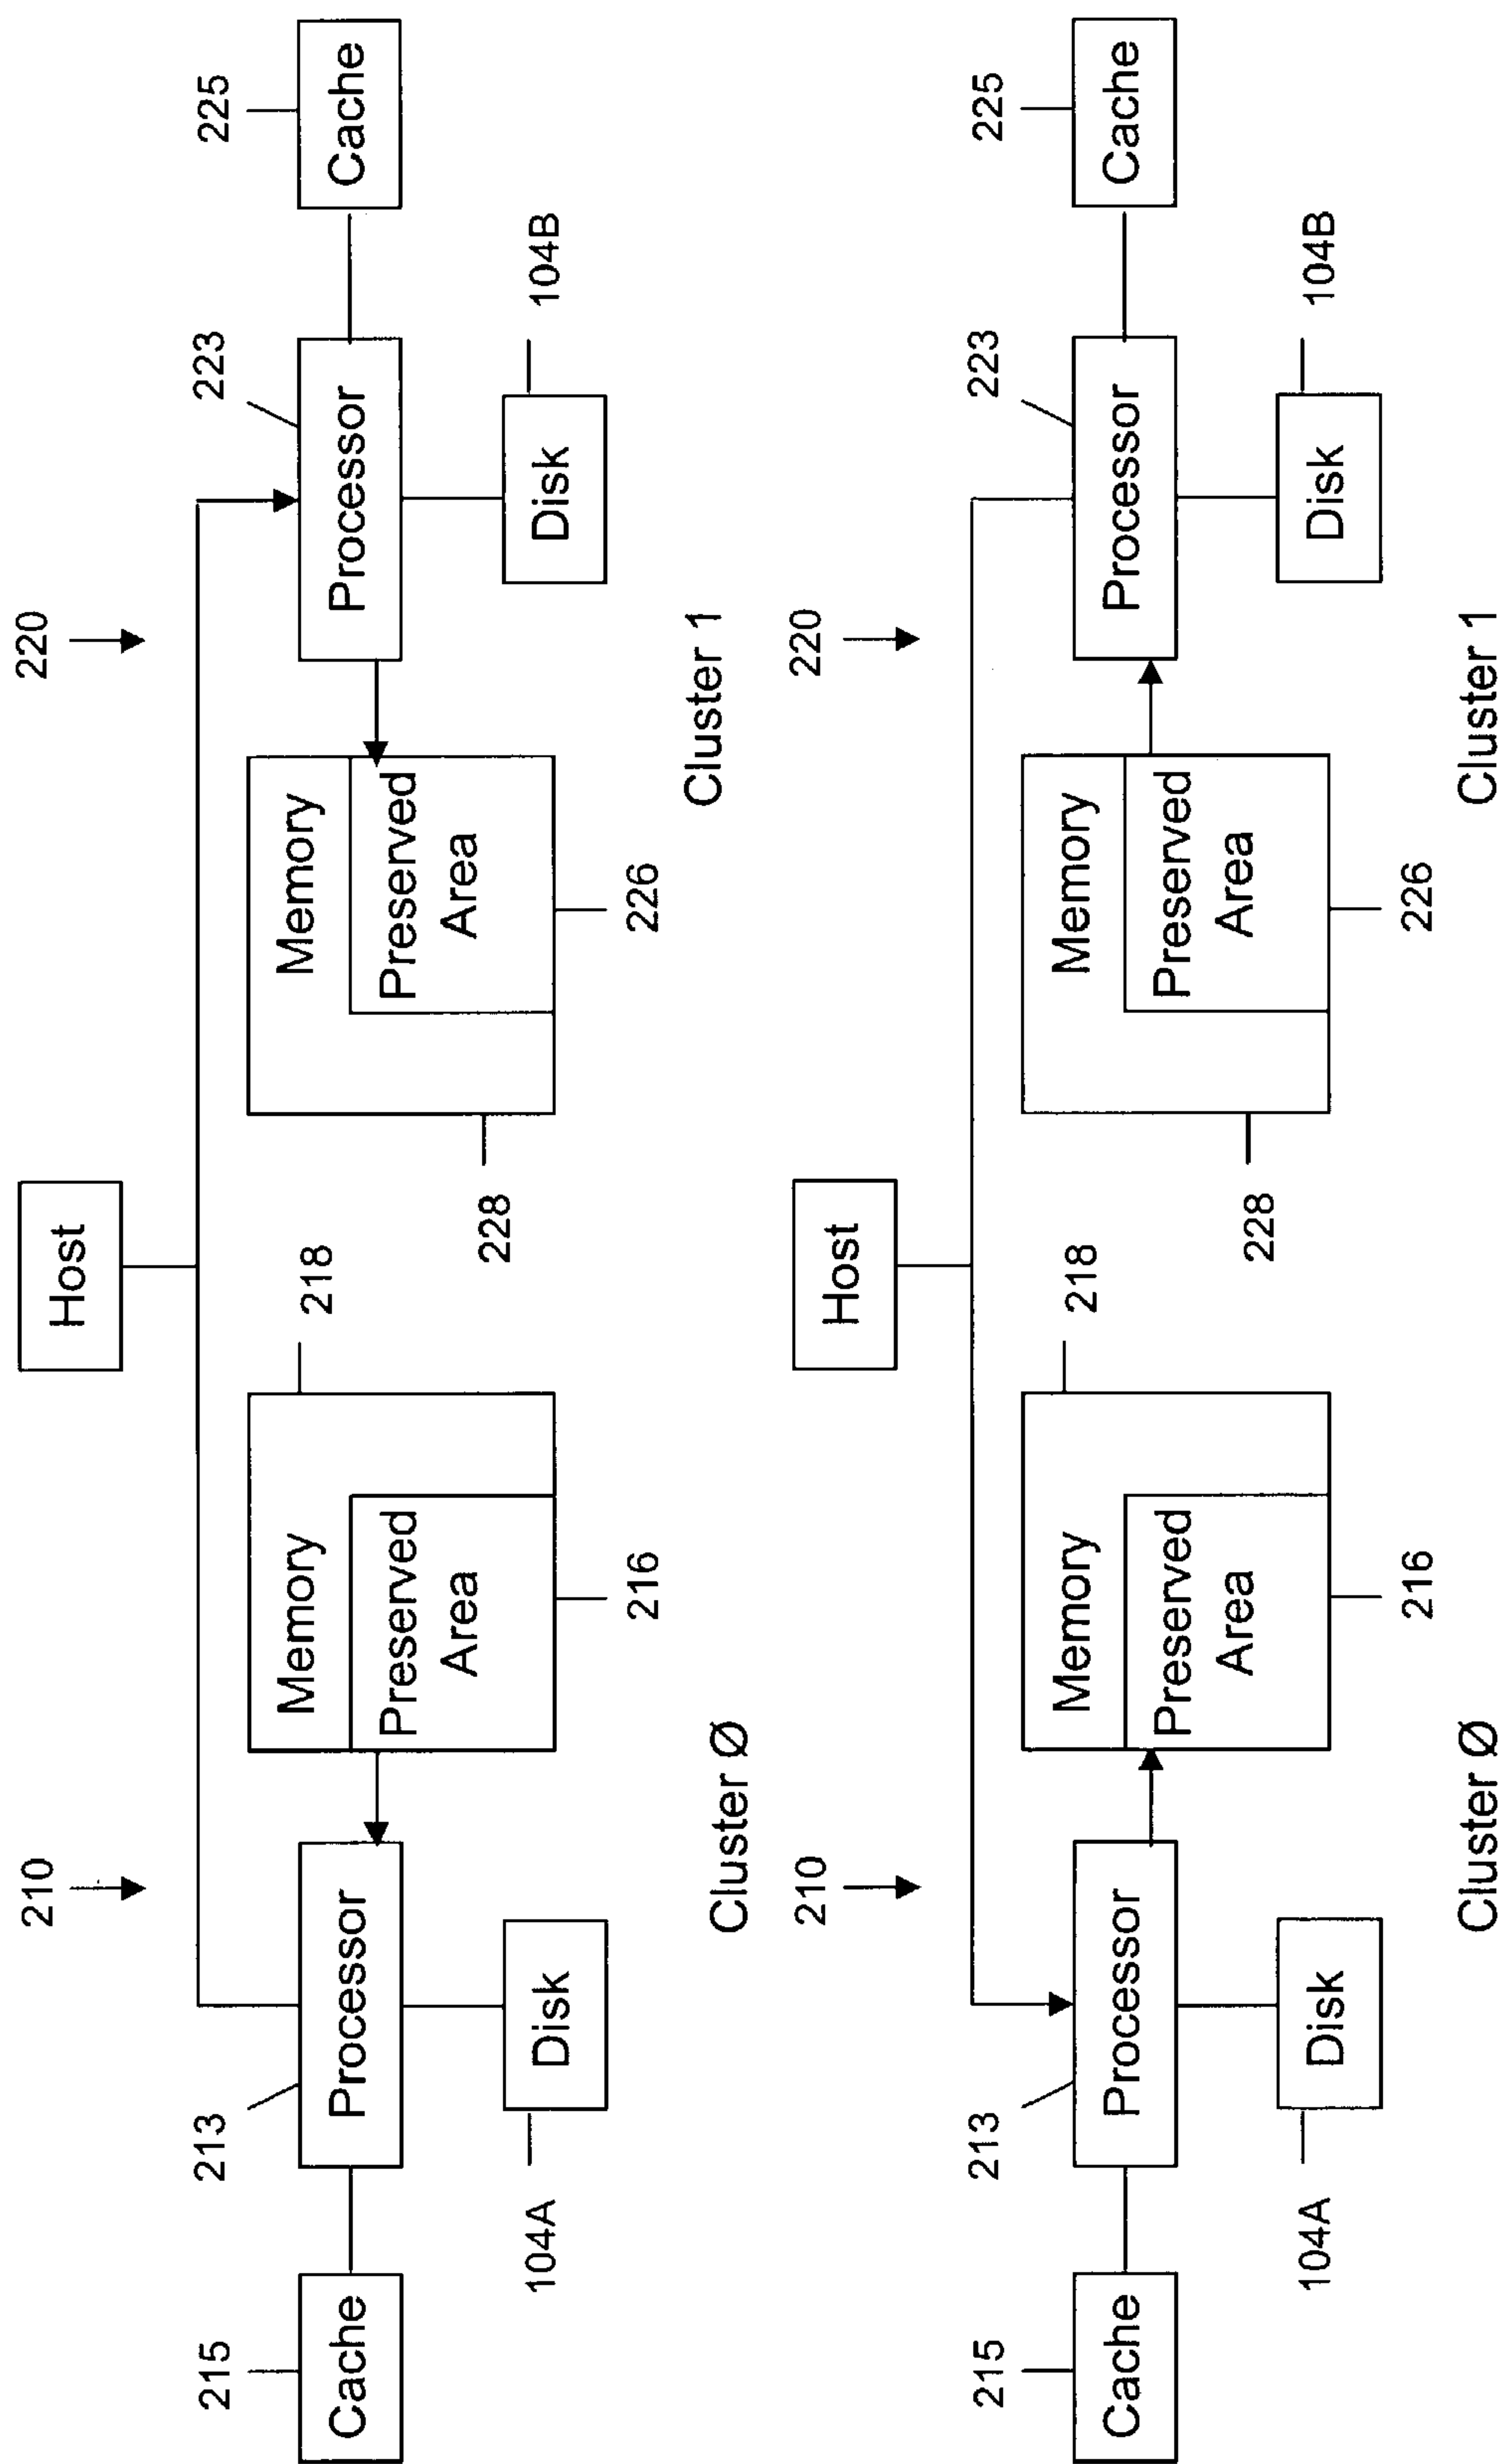 210
Host
220
215
213
223
225
Memory
218
Memory
Cache
Processor
Preserved
Area
228
Preserved
Area
Processor
Cache
104A
Disk
216
226
Disk
104B
Cluster Ø
Cluster 1
210
Host
220
215
213
223
225
Memory
218
Memory
Cache
Processor
Preserved
Area
228
Preserved
Area
Processor
Cache
104A
Disk
216
226
Disk
104B
Cluster Ø
Cluster 1